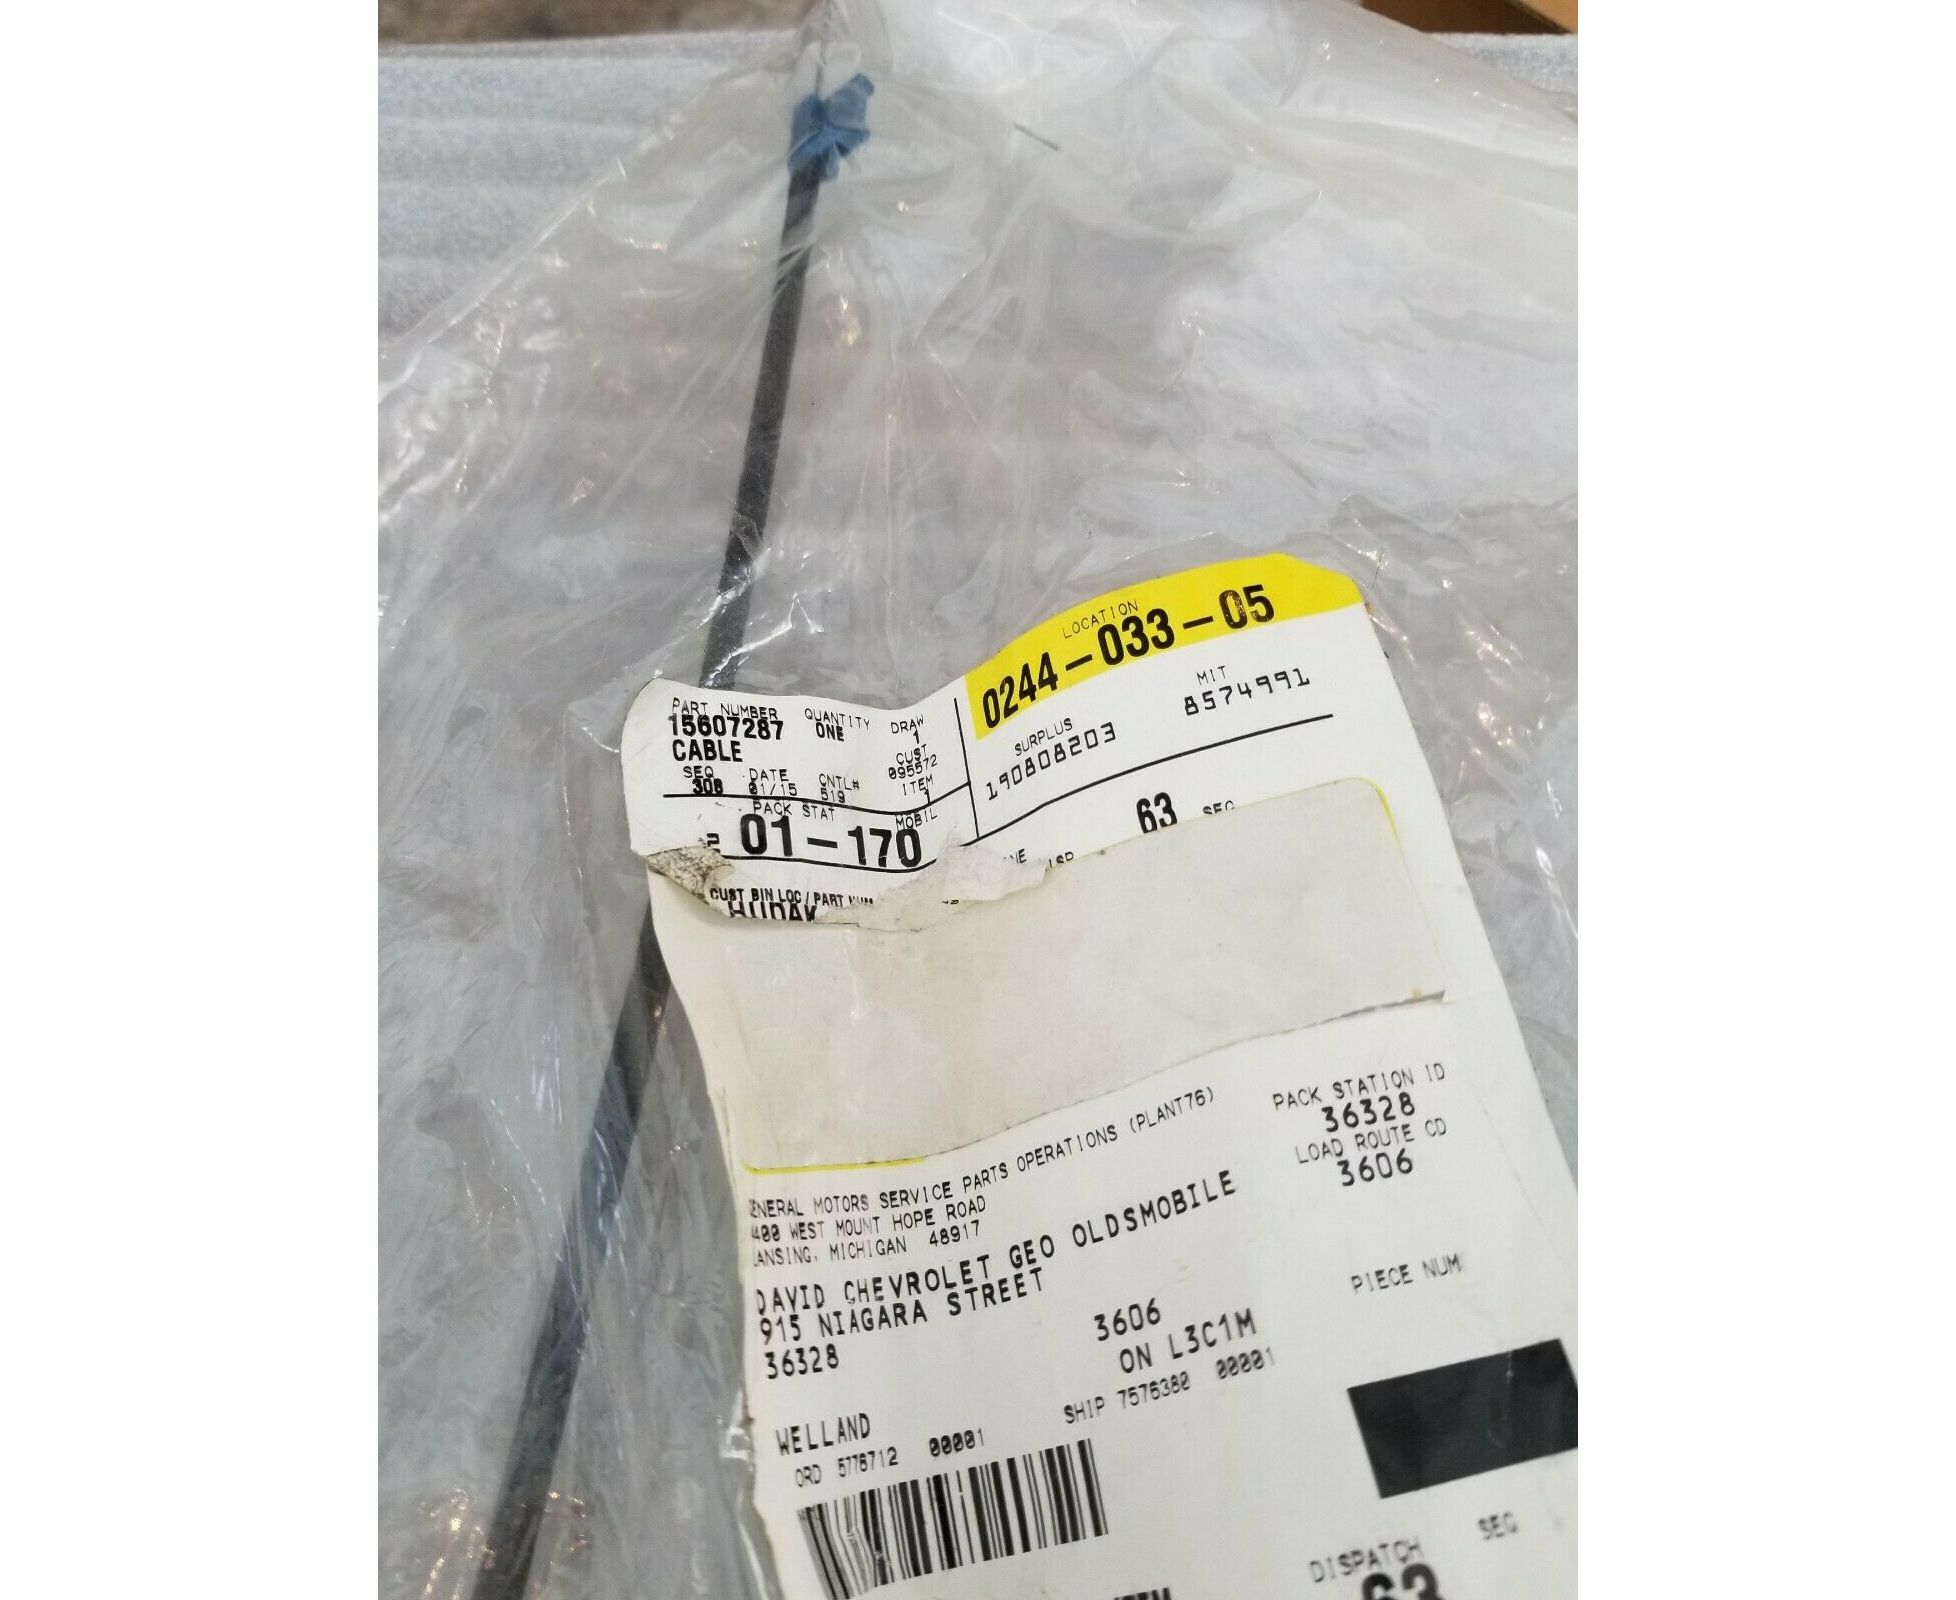 LOCATION
0244-033-05
PART NUMBER QUANTITY DRAW
15607287 ONE 1
CABLE CUST
095572
SEQ DATE CNTL# ITEM
308 01/15 519 1
PACK STAT MOBIL
01-170
CUST BIN LOC / PART
HUDAK
SURPLUS MIT
190808203 8574991
63 SEQ
GENERAL MOTORS SERVICE PARTS OPERATIONS (PLANT76)
400 WEST MOUNT HOPE ROAD
LANSING, MICHIGAN 48917
PACK STATION ID
36328
LOAD ROUTE CD
3606
DAVID CHEVROLET GEO OLDSMOBILE
915 NIAGARA STREET
36328
3606
WELLAND ON L3C1M
ORD 5776712 00001 SHIP 7576380 00001
PIECE NUM
DISPATCH SEQ
63